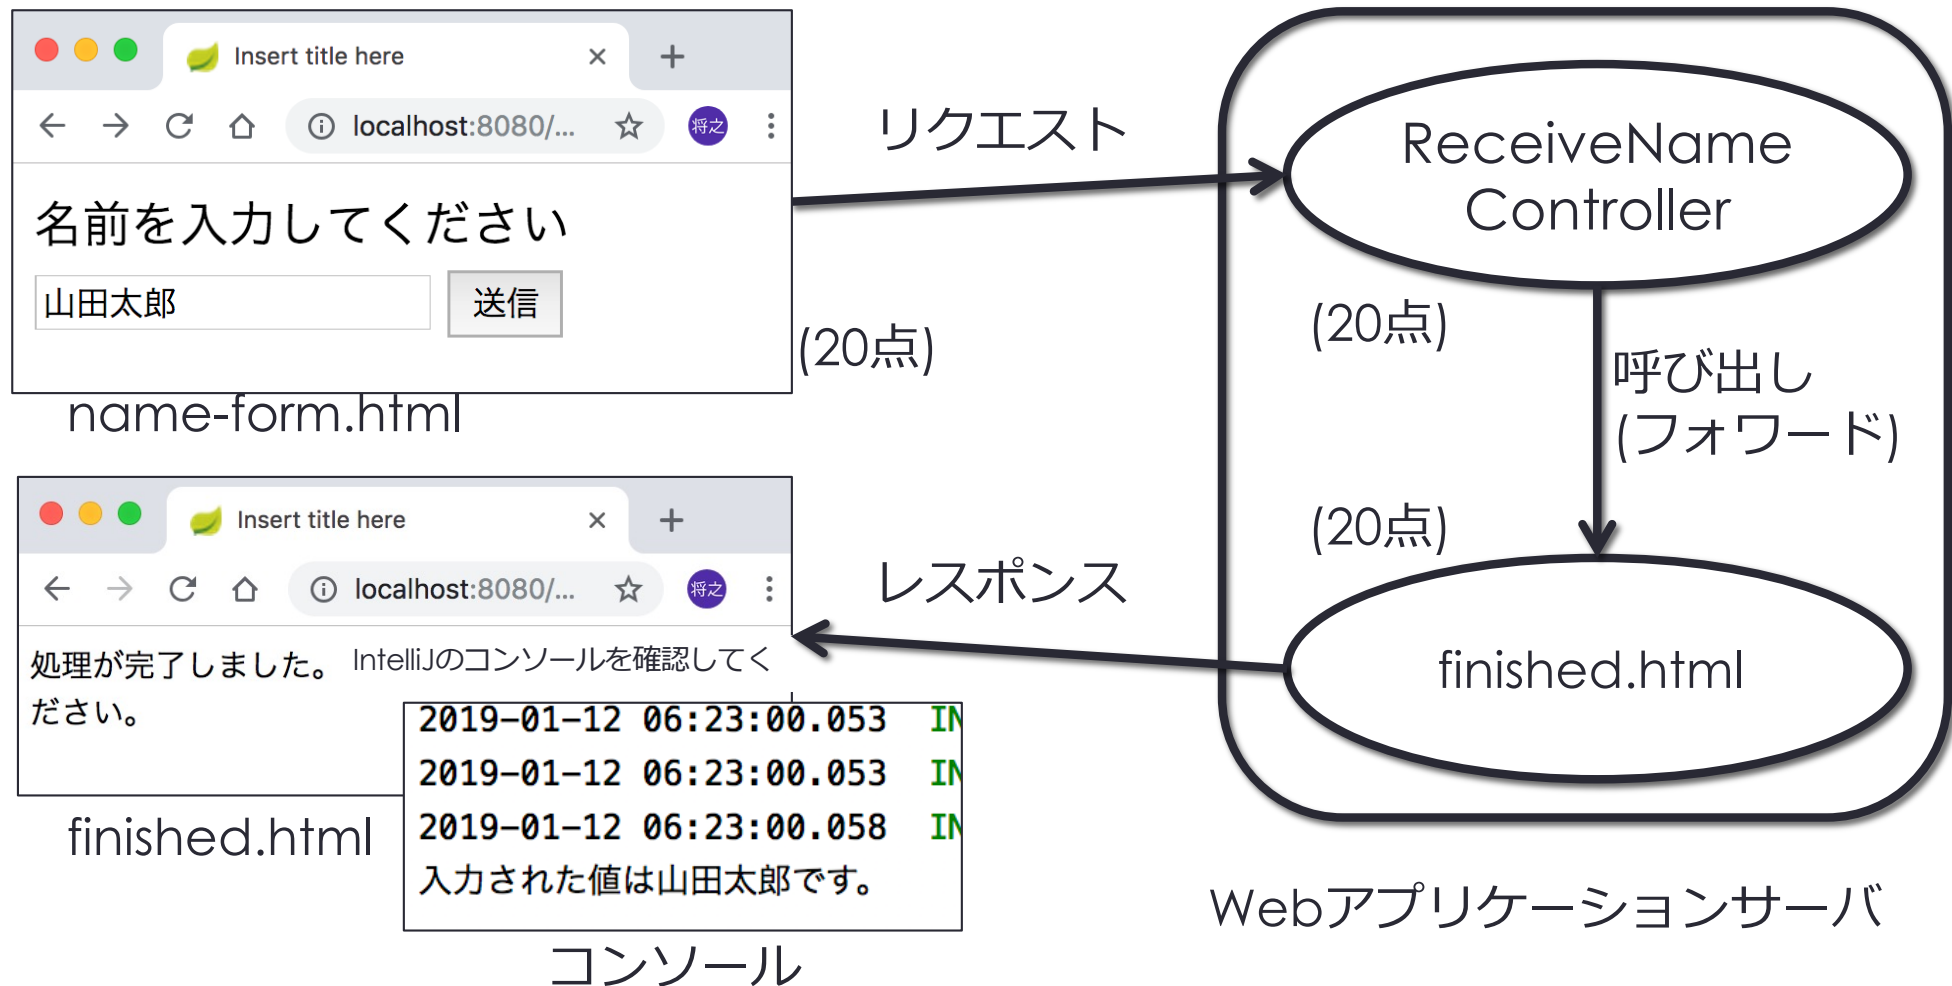 Insert title here
localhost:8080/...
将之
名前を入力してください
山田太郎
送信
(20点)
name-form.html
リクエスト
ReceiveName
Controller
(20点)
呼び出し
(フォワード)
(20点)
Insert title here
localhost:8080/...
将之
処理が完了しました。 IntelliJのコンソールを確認してく
ださい。
レスポンス
finished.html
finished.html
2019-01-12 06:23:00.053 IN
2019-01-12 06:23:00.053 IN
2019-01-12 06:23:00.058 IN
入力された値は山田太郎です。
コンソール
Webアプリケーションサーバ